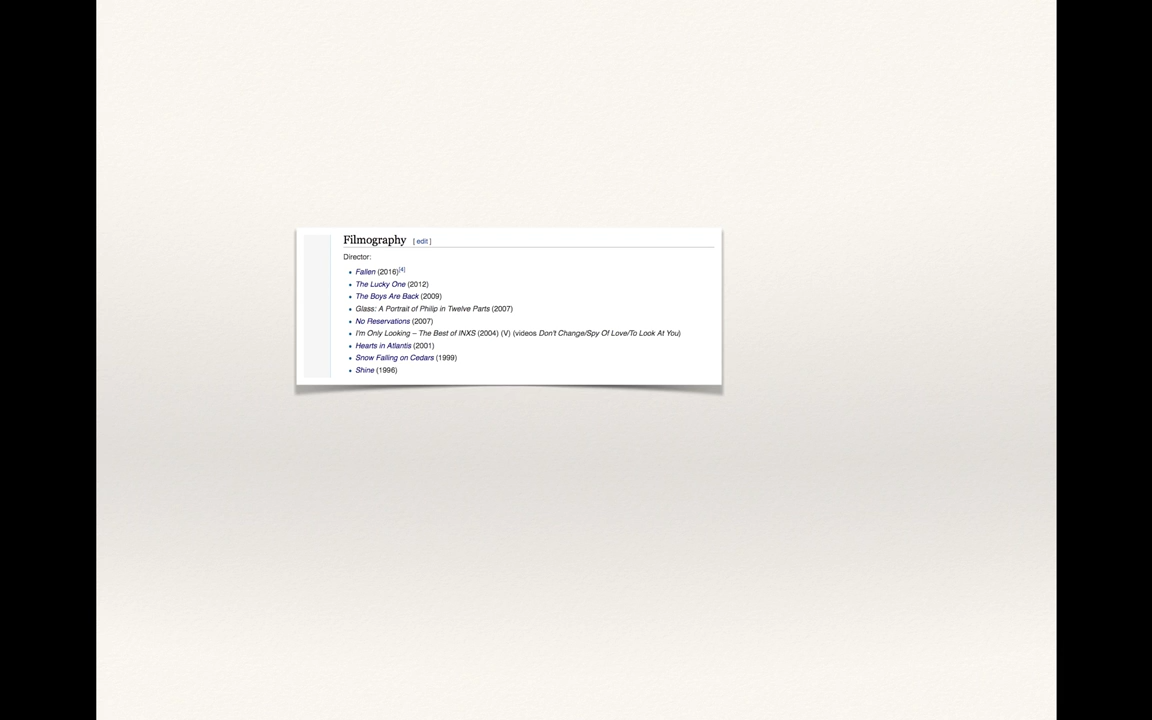 Filmography [ edit ]
Director:
• Fallen (2016)[4]
• The Lucky One (2012)
• The Boys Are Back (2009)
• Glass: A Portrait of Philip in Twelve Parts (2007)
• No Reservations (2007)
• I'm Only Looking – The Best of INXS (2004) (V) (videos Don't Change/Spy Of Love/To Look At You)
• Hearts in Atlantis (2001)
• Snow Falling on Cedars (1999)
• Shine (1996)